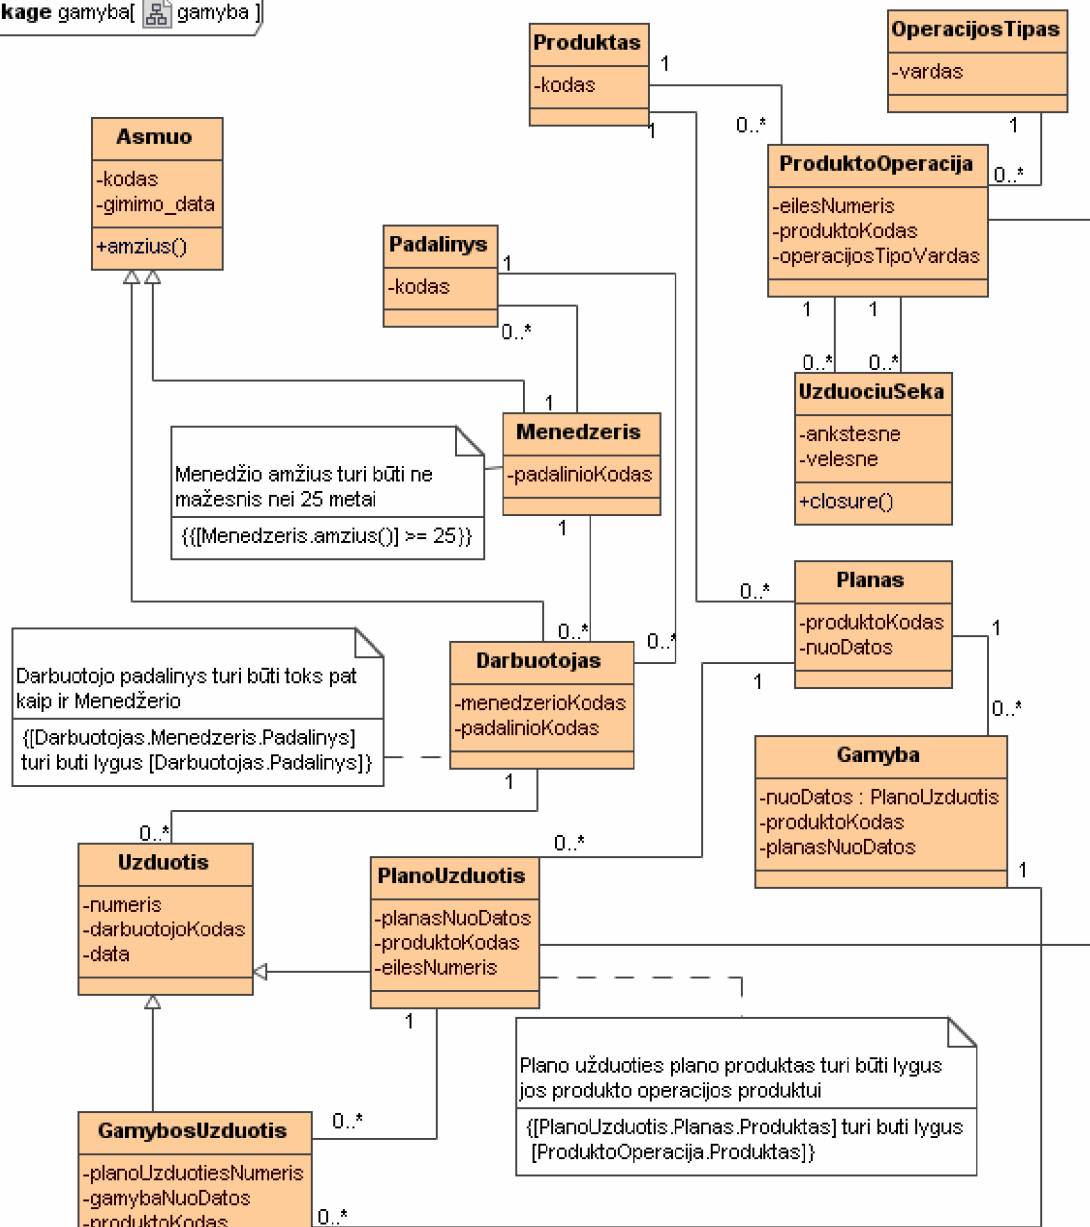 kage gamyba[ gamyba ]
Produktas
-kodas
OperacijosTipas
-vardas
1
0..*
1
1
0..*
Asmuo
-kodas
-gimimo_data
+amzius()
ProduktoOperacija
-eilesNumeris
-produktoKodas
-operacijosTipoVardas
Padalinys
-kodas
1
0..*
1
1
0..*
0..*
UzduociuSeka
-ankstesne
-velesne
+closure()
1
Menedzeris
-padalinioKodas
Menedžio amžius turi būti ne
mažesnis nei 25 metai
{{[Menedzeris.amzius()] >= 25}}
1
0..*
0..*
0..*
Planas
-produktoKodas
-nuoDatos
1
1
0..*
Darbuotojas
-menedzerioKodas
-padalinioKodas
Darbuotojo padalinys turi būti toks pat
kaip ir Menedžerio
{[Darbuotojas.Menedzeris.Padalinys]
turi buti lygus [Darbuotojas.Padalinys]}
1
0..*
Gamyba
-nuoDatos : PlanoUzduotis
-produktoKodas
-planasNuoDatos
1
Uzduotis
-numeris
-darbuotojoKodas
-data
0..*
PlanoUzduotis
-planasNuoDatos
-produktoKodas
-eilesNumeris
1
0..*
Plano užduoties plano produktas turi būti lygus
jos produkto operacijos produktui
{[PlanoUzduotis.Planas.Produktas] turi buti lygus
[ProduktoOperacija.Produktas]}
GamybosUzduotis
-planoUzduotiesNumeris
-gamybaNuoDatos
-produktoKodas
0..*